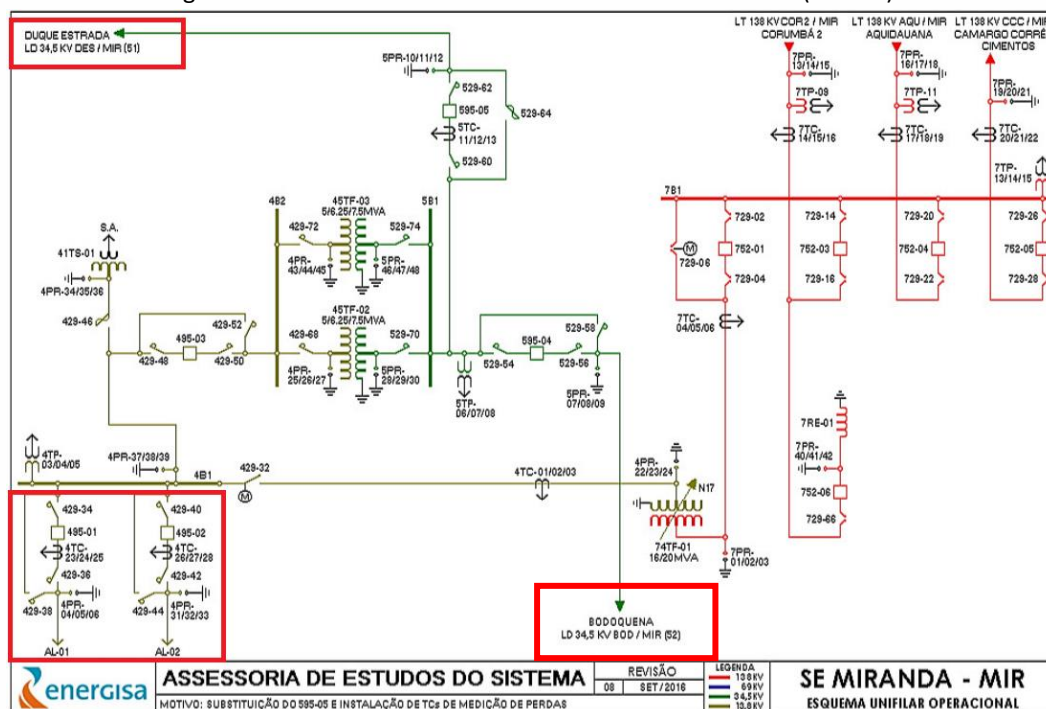 DUQUE ESTRADA
LD 34,5 KV DES / MIR (51)
LT 138 KV COR2 / MIR
CORUMBÁ 2
LT 138 KV AQU / MIR
AQUIDAUANA
LT 138 KV CCC / MIR
CAMARGO CORRÊ
CIMENTOS
5PR-10/11/12
529-62
595-05
529-64
5TC-
11/12/13
529-60
7PR-
13/14/15
7TP-09
7TC-
14/15/16
7PR-
16/17/18
7TP-11
7TC-
17/18/19
7PR-
19/20/21
7TC-
20/21/22
7TP-
13/14/15
7B1
729-02
752-01
729-04
729-06
M
729-14
752-03
729-16
729-20
752-04
729-22
729-26
752-05
729-28
7TC-
04/05/06
S.A.
41TS-01
4PR-34/35/36
429-46
4B2
45TF-03
5/6.25/7.5MVA
5B1
429-72
529-74
4PR-
43/44/45
5PR-
46/47/48
45TF-02
5/6.25/7.5MVA
429-68
529-70
4PR-
25/26/27
5PR-
28/29/30
429-52
495-03
429-48
429-50
529-58
595-04
529-54
529-56
5TP-
06/07/08
5PR-
07/08/09
7RE-01
7PR-
40/41/42
752-06
729-66
4TP-
03/04/05
4PR-37/38/39
4B1
429-32
M
4TC-01/02/03
4PR-
22/23/24
N17
74TF-01
16/20MVA
7PR-
01/02/03
429-34
495-01
4TC-
23/24/25
429-36
429-38
4PR-
04/05/06
AL-01
429-40
495-02
4TC-
26/27/28
429-42
429-44
4PR-
31/32/33
AL-02
BODOQUENA
LD 34,5 KV BOD / MIR (52)
energisa
ASSESSORIA DE ESTUDOS DO SISTEMA
MOTIVO: SUBSTITUIÇÃO DO 595-05 E INSTALAÇÃO DE TCs DE MEDIÇÃO DE PERDAS
REVISÃO
08 SET/2016
LEGENDA
138KV
69KV
34,5KV
13,8KV
SE MIRANDA - MIR
ESQUEMA UNIFILAR OPERACIONAL